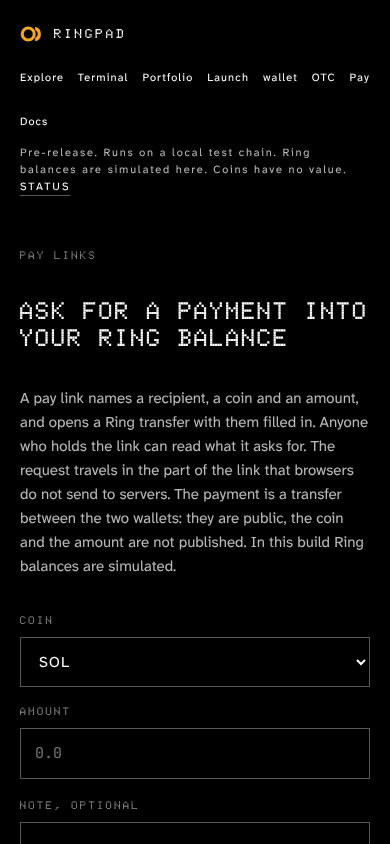 RINGPAD
Explore Terminal Portfolio Launch wallet OTC Pay
Docs
Pre-release. Runs on a local test chain. Ring
balances are simulated here. Coins have no value.
STATUS
PAY LINKS
ASK FOR A PAYMENT INTO
YOUR RING BALANCE
A pay link names a recipient, a coin and an amount,
and opens a Ring transfer with them filled in. Anyone
who holds the link can read what it asks for. The
request travels in the part of the link that browsers
do not send to servers. The payment is a transfer
between the two wallets: they are public, the coin
and the amount are not published. In this build Ring
balances are simulated.
COIN
SOL
AMOUNT
0.0
NOTE, OPTIONAL